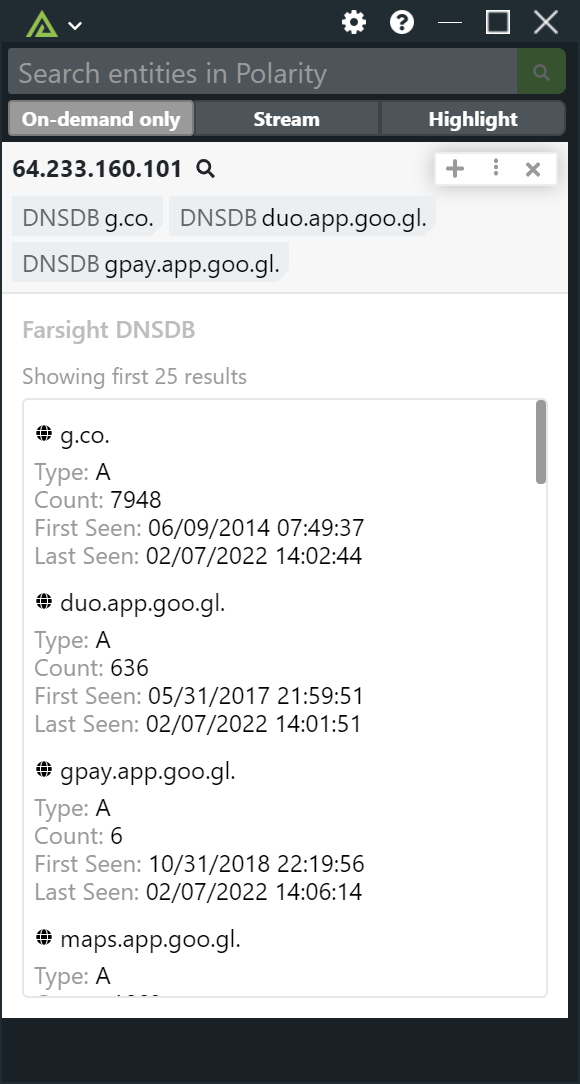 Search entities in Polarity
On-demand only Stream Highlight
64.233.160.101
DNSDB g.co. DNSDB duo.app.goo.gl.
DNSDB gpay.app.goo.gl.
Farsight DNSDB
Showing first 25 results
g.co.
Type: A
Count: 7948
First Seen: 06/09/2014 07:49:37
Last Seen: 02/07/2022 14:02:44
duo.app.goo.gl.
Type: A
Count: 636
First Seen: 05/31/2017 21:59:51
Last Seen: 02/07/2022 14:01:51
gpay.app.goo.gl.
Type: A
Count: 6
First Seen: 10/31/2018 22:19:56
Last Seen: 02/07/2022 14:06:14
maps.app.goo.gl.
Type: A